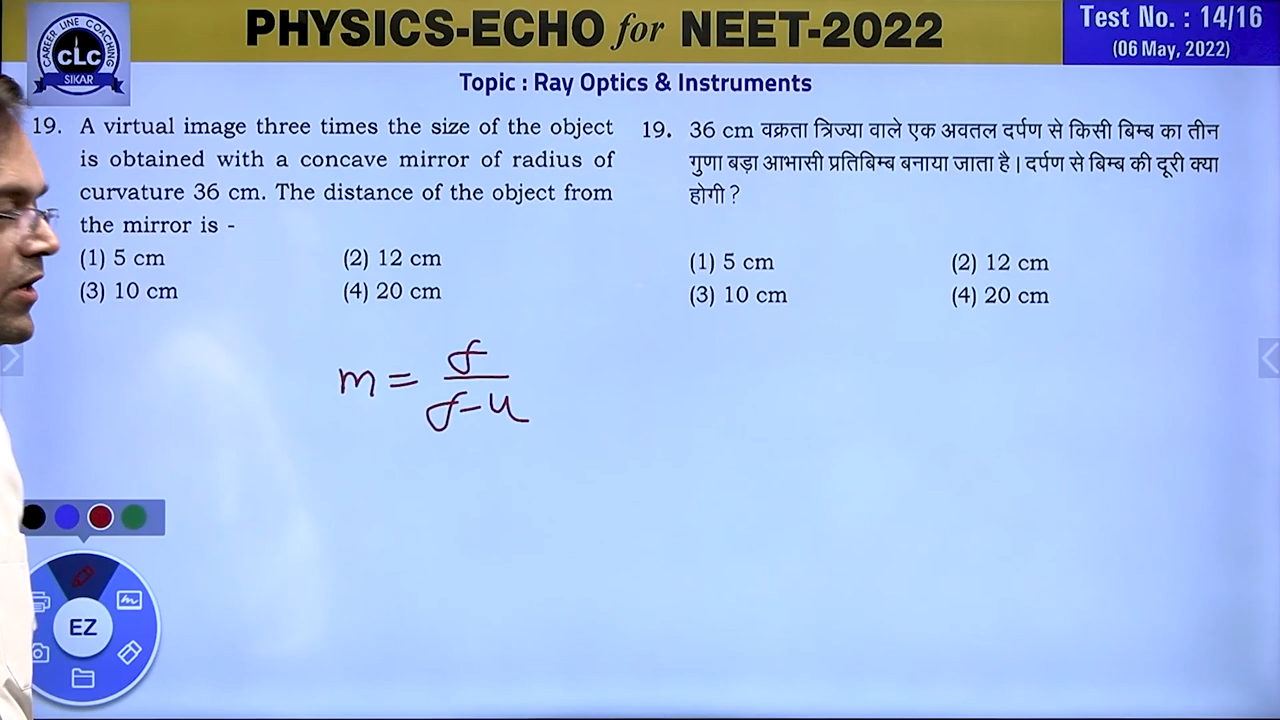 CAREER LINE COACHING
CLC
SIKAR
PHYSICS-ECHO for NEET-2022
Test No. : 14/16
(06 May, 2022)
Topic : Ray Optics & Instruments
19. A virtual image three times the size of the object
is obtained with a concave mirror of radius of
curvature 36 cm. The distance of the object from
the mirror is -
(1) 5 cm (2) 12 cm
(3) 10 cm (4) 20 cm
19. 36 cm वक्रता त्रिज्या वाले एक अवतल दर्पण से किसी बिम्ब का तीन
गुणा बड़ा आभासी प्रतिबिम्ब बनाया जाता है। दर्पण से बिम्ब की दूरी क्या
होगी ?
(1) 5 cm (2) 12 cm
(3) 10 cm (4) 20 cm
m = f
f-u
EZ